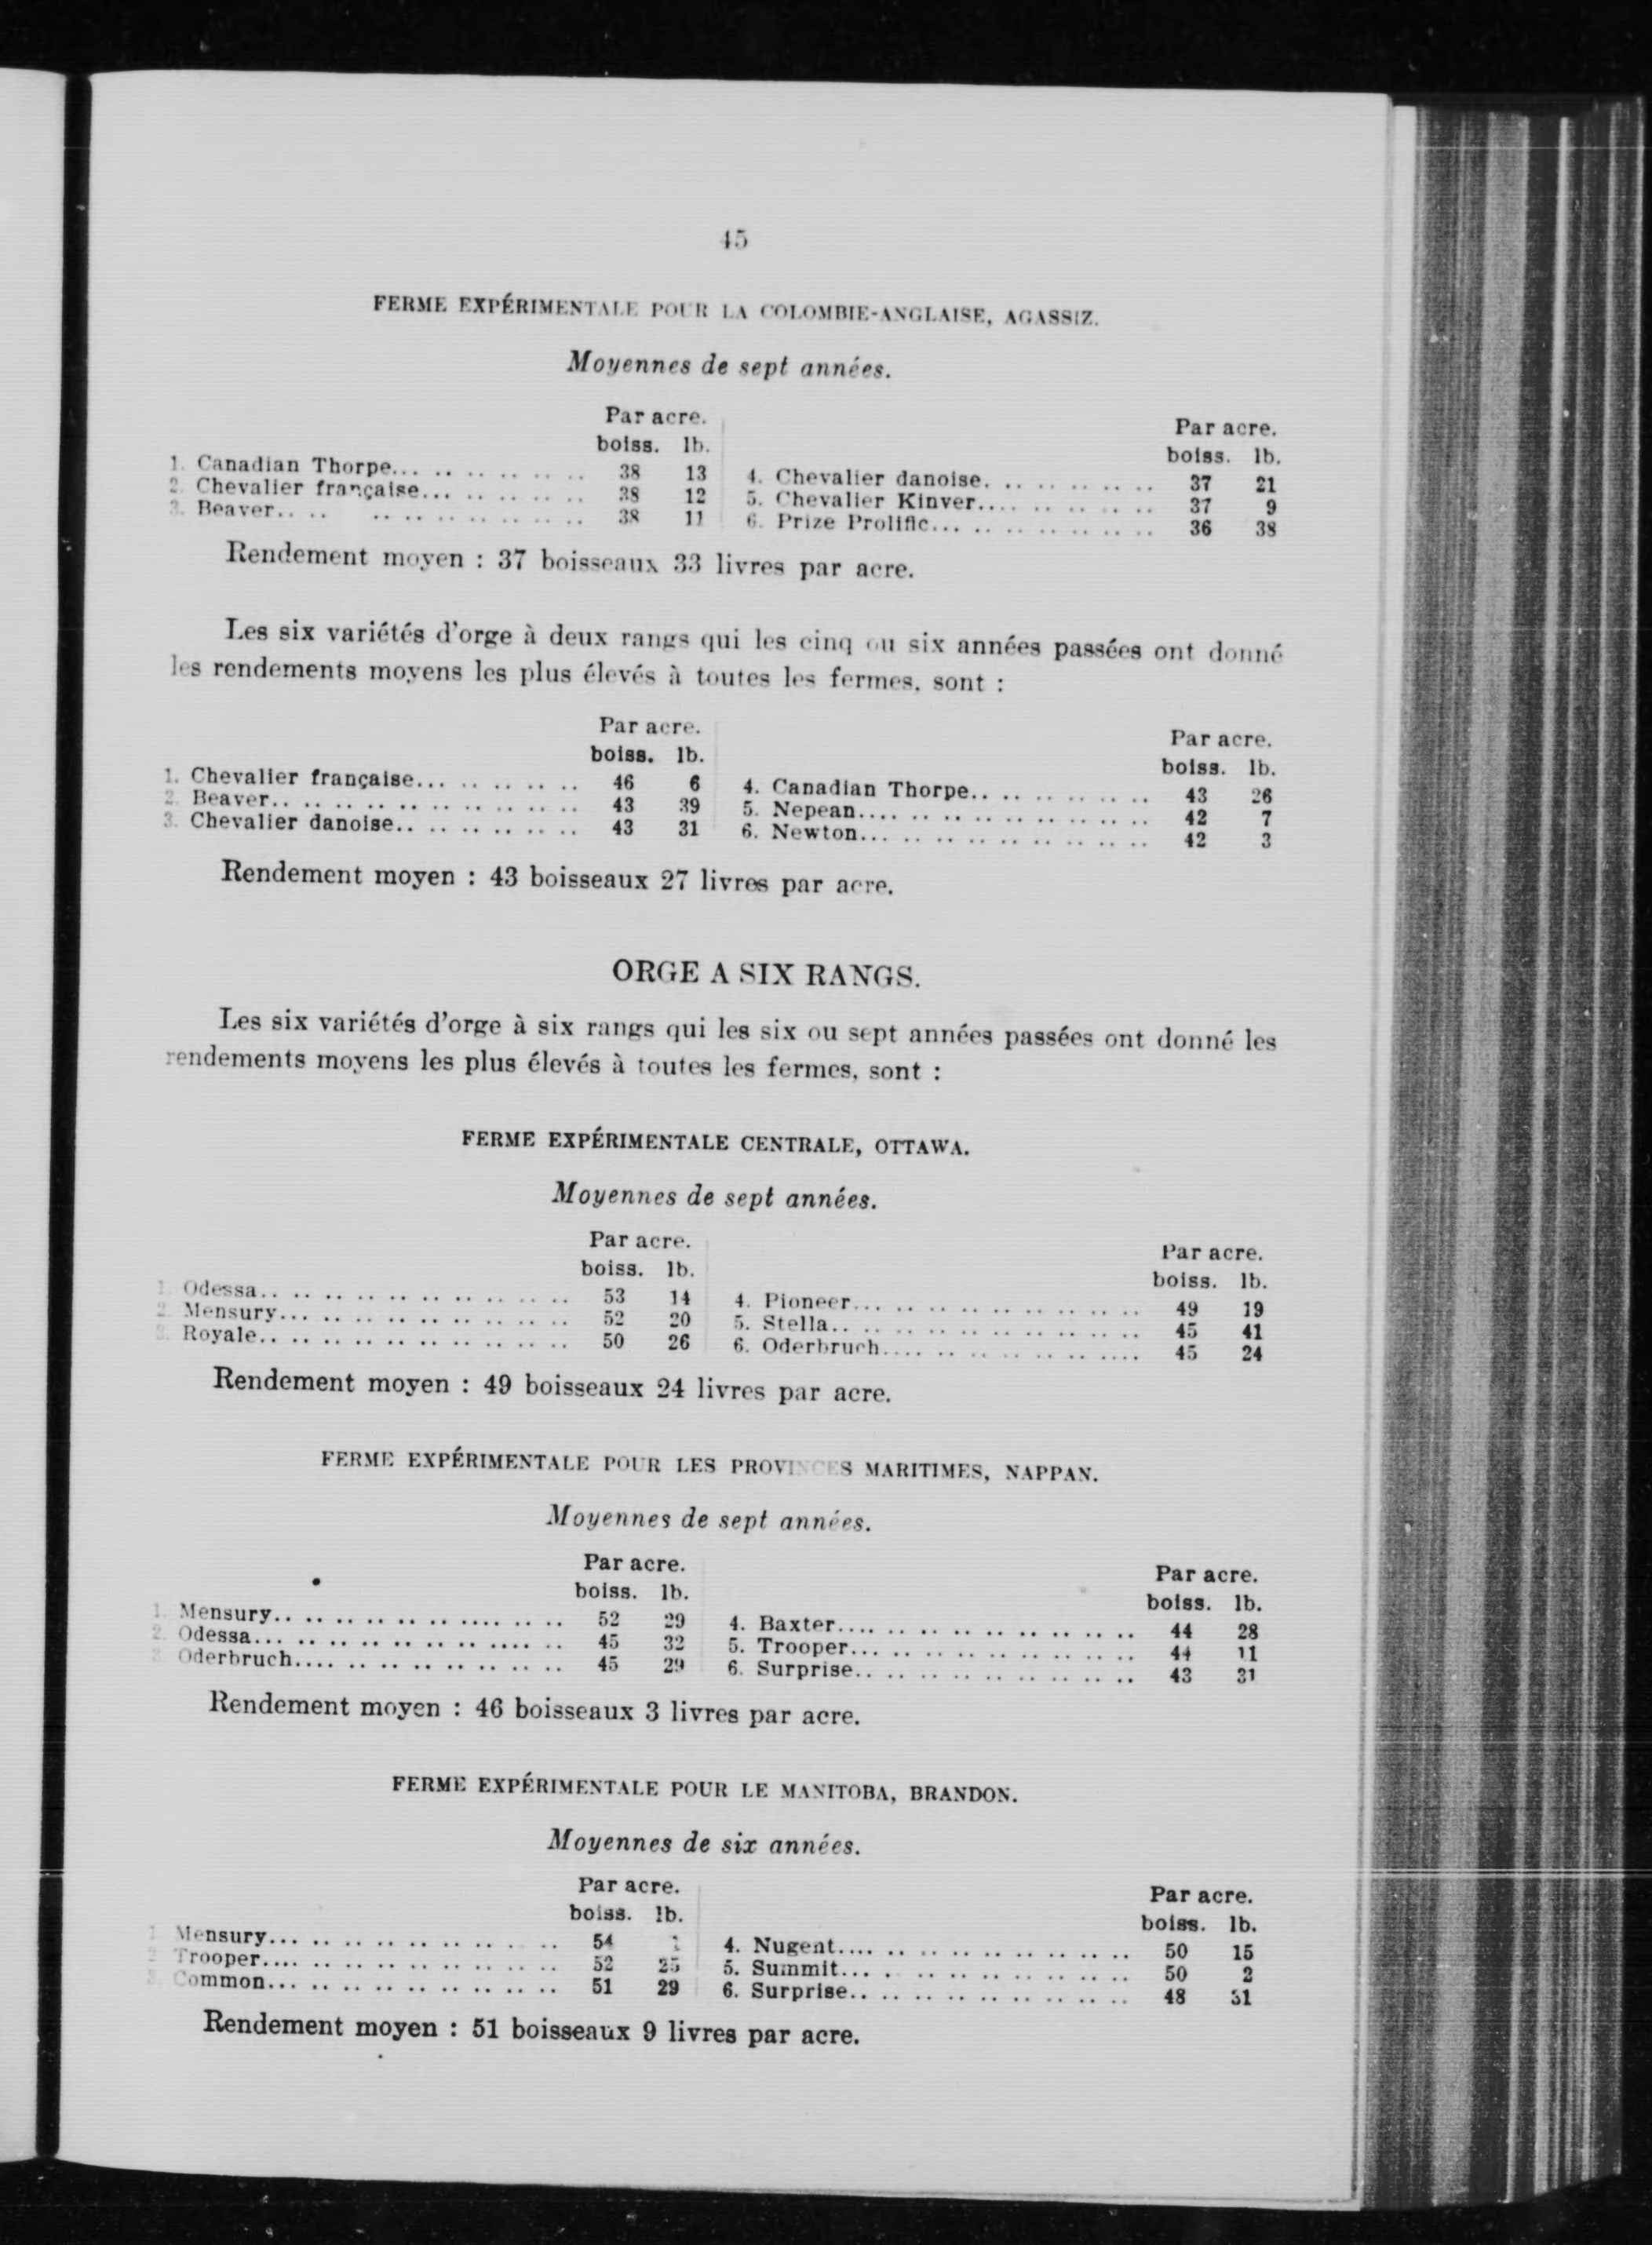 45
FERME EXPÉRIMENTALE POUR LA COLOMBIE-ANGLAISE, AGASSIZ.
Moyennes de sept années.
Par acre.
boiss. lb.
1. Canadian Thorpe... .. .. .. .. .. 38 13
2. Chevalier française... .. .. .. .. 38 12
3. Beaver.. .. .. .. .. .. .. .. .. 38 11
Par acre.
boiss. lb.
4. Chevalier danoise. .. .. .. .. .. 37 21
5. Chevalier Kinver.... .. .. .. .. .. 37 9
6. Prize Prolific... .. .. .. .. .. .. 36 38
Rendement moyen : 37 boisseaux 33 livres par acre.
Les six variétés d'orge à deux rangs qui les cinq ou six années passées ont donné
les rendements moyens les plus élevés à toutes les fermes, sont :
Par acre.
boiss. lb.
1. Chevalier française... .. .. .. .. .. 46 6
2. Beaver.. .. .. .. .. .. .. .. .. .. 43 39
3. Chevalier danoise.. .. .. .. .. .. 43 31
Par acre.
boiss. lb.
4. Canadian Thorpe.. .. .. .. .. .. 43 26
5. Nepean.... .. .. .. .. .. .. .. .. 42 7
6. Newton... .. .. .. .. .. .. .. .. 42 3
Rendement moyen : 43 boisseaux 27 livres par acre.
ORGE A SIX RANGS.
Les six variétés d'orge à six rangs qui les six ou sept années passées ont donné les
rendements moyens les plus élevés à toutes les fermes, sont :
FERME EXPÉRIMENTALE CENTRALE, OTTAWA.
Moyennes de sept années.
Par acre.
boiss. lb.
1. Odessa.. .. .. .. .. .. .. .. .. .. 53 14
2. Mensury... .. .. .. .. .. .. .. .. 52 20
3. Royale.. .. .. .. .. .. .. .. .. .. 50 26
Par acre.
boiss. lb.
4. Pioneer... .. .. .. .. .. .. .. .. 49 19
5. Stella.. .. .. .. .. .. .. .. .. .. 45 41
6. Oderbruch.... .. .. .. .. .. .... 45 24
Rendement moyen : 49 boisseaux 24 livres par acre.
FERME EXPÉRIMENTALE POUR LES PROVINCES MARITIMES, NAPPAN.
Moyennes de sept années.
Par acre.
boiss. lb.
1. Mensury.. .. .. .. .. .. .... .. .. 52 29
2. Odessa... .. .. .. .. .. .. .... .. 45 32
3. Oderbruch.... .. .. .. .. .. .. .. 45 29
Par acre.
boiss. lb.
4. Baxter.... .. .. .. .. .. .. .. .. 44 28
5. Trooper... .. .. .. .. .. .. .. .. 44 11
6. Surprise.. .. .. .. .. .. .. .. .. 43 31
Rendement moyen : 46 boisseaux 3 livres par acre.
FERME EXPÉRIMENTALE POUR LE MANITOBA, BRANDON.
Moyennes de six années.
Par acre.
boiss. lb.
1. Mensury... .. .. .. .. .. .. .. .. 54
2. Trooper.... .. .. .. .. .. .. .. .. 52 25
3. Common... .. .. .. .. .. .. .. .. 51 29
Par acre.
boiss. lb.
4. Nugent.... .. .. .. .. .. .. .. .. 50 15
5. Summit... . .. .. .. .. .. .. .. 50 2
6. Surprise.. .. .. .. .. .. .. .. .. 48 31
Rendement moyen : 51 boisseaux 9 livres par acre.